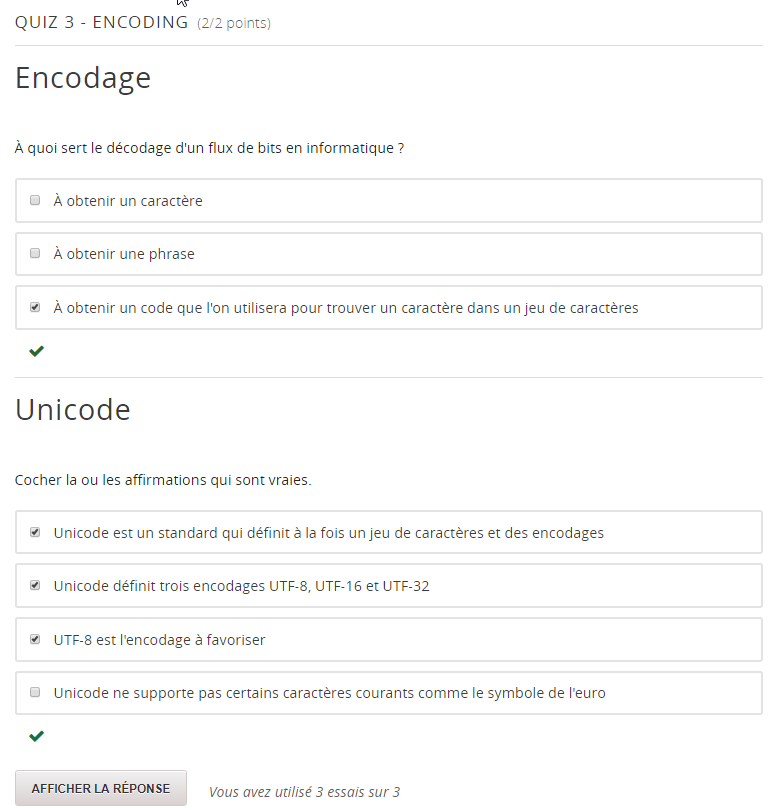 QUIZ 3 - ENCODING (2/2 points)
Encodage
À quoi sert le décodage d'un flux de bits en informatique ?
À obtenir un caractère
À obtenir une phrase
À obtenir un code que l'on utilisera pour trouver un caractère dans un jeu de caractères
Unicode
Cocher la ou les affirmations qui sont vraies.
Unicode est un standard qui définit à la fois un jeu de caractères et des encodages
Unicode définit trois encodages UTF-8, UTF-16 et UTF-32
UTF-8 est l'encodage à favoriser
Unicode ne supporte pas certains caractères courants comme le symbole de l'euro
AFFICHER LA RÉPONSE Vous avez utilisé 3 essais sur 3